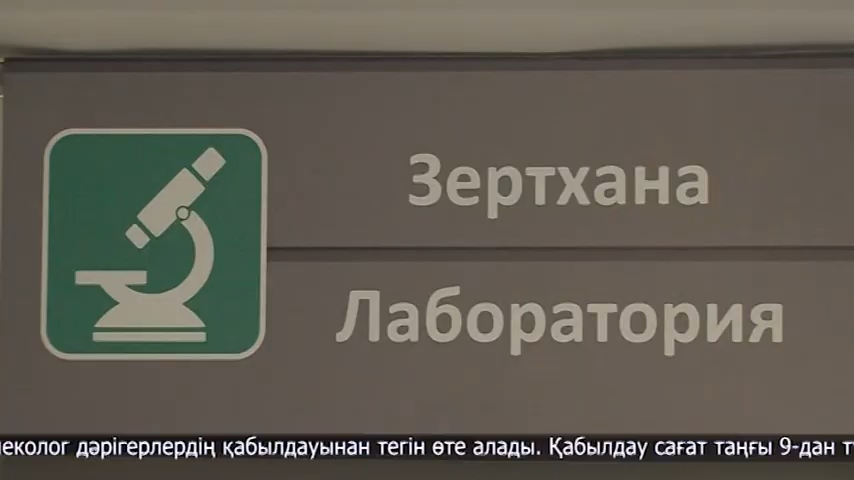 Зертхана
Лаборатория
дәрігерлердің қабылдауынан тегін өте алады. Қабылдау сағат таңғы 9-дан